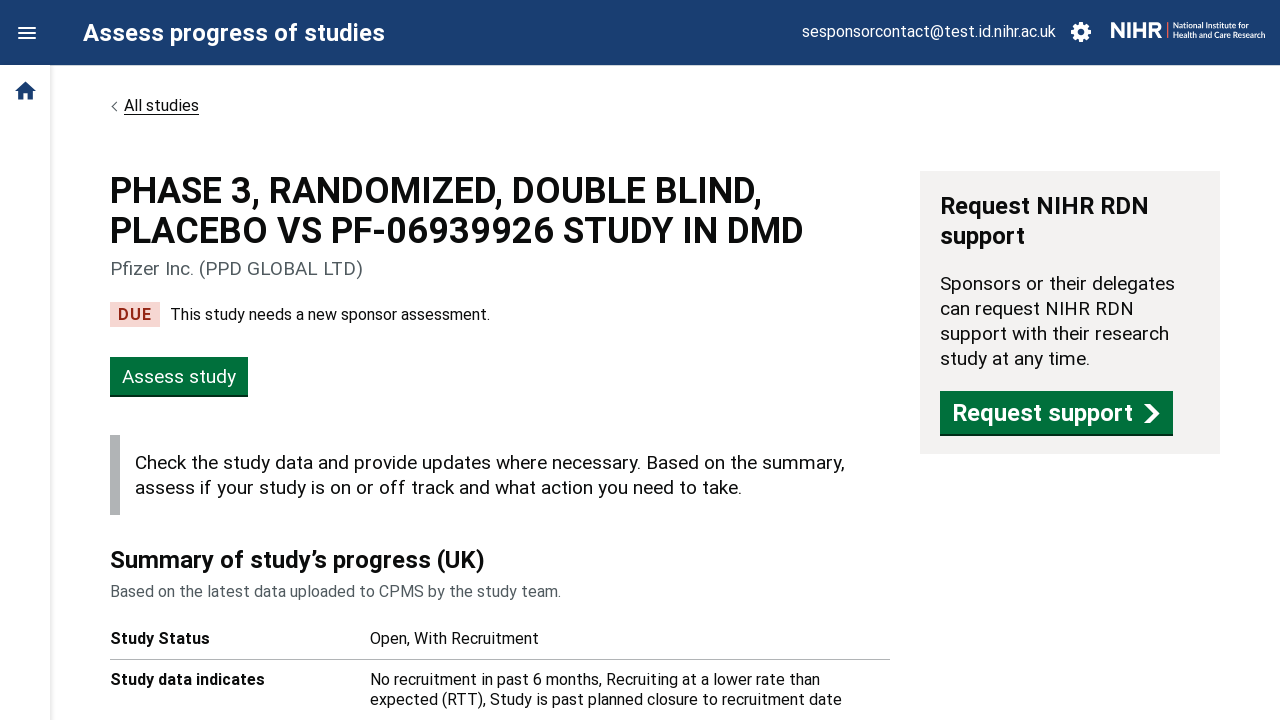 Assess progress of studies
sesponsorcontact@test.id.nihr.ac.uk
NIHR | National Institute for
Health and Care Research
All studies
PHASE 3, RANDOMIZED, DOUBLE BLIND,
PLACEBO VS PF-06939926 STUDY IN DMD
Pfizer Inc. (PPD GLOBAL LTD)
DUE This study needs a new sponsor assessment.
Assess study
Check the study data and provide updates where necessary. Based on the summary,
assess if your study is on or off track and what action you need to take.
Summary of study’s progress (UK)
Based on the latest data uploaded to CPMS by the study team.
Study Status Open, With Recruitment
Study data indicates No recruitment in past 6 months, Recruiting at a lower rate than
expected (RTT), Study is past planned closure to recruitment date
Request NIHR RDN
support
Sponsors or their delegates
can request NIHR RDN
support with their research
study at any time.
Request support